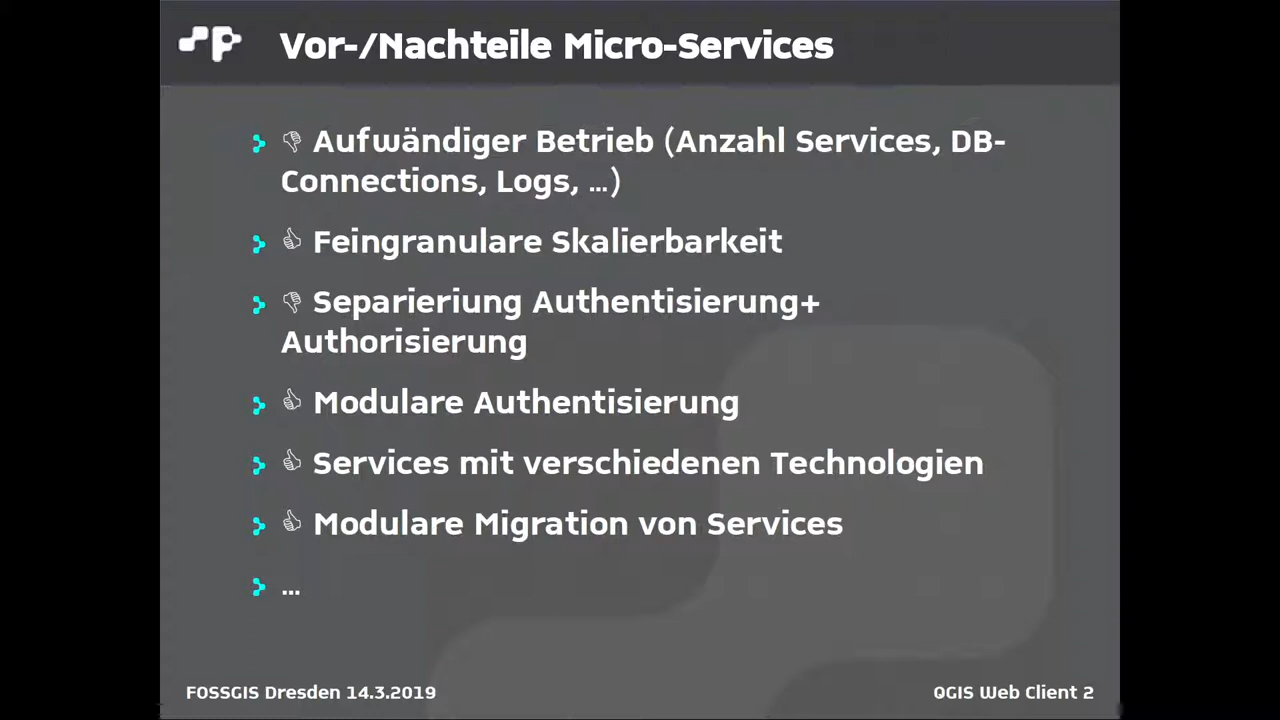 Vor-/Nachteile Micro-Services
👎 Aufwändiger Betrieb (Anzahl Services, DB-
Connections, Logs, ...)
👍 Feingranulare Skalierbarkeit
👎 Separieriung Authentisierung+
Authorisierung
👍 Modulare Authentisierung
👍 Services mit verschiedenen Technologien
👍 Modulare Migration von Services
...
FOSSGIS Dresden 14.3.2019
QGIS Web Client 2